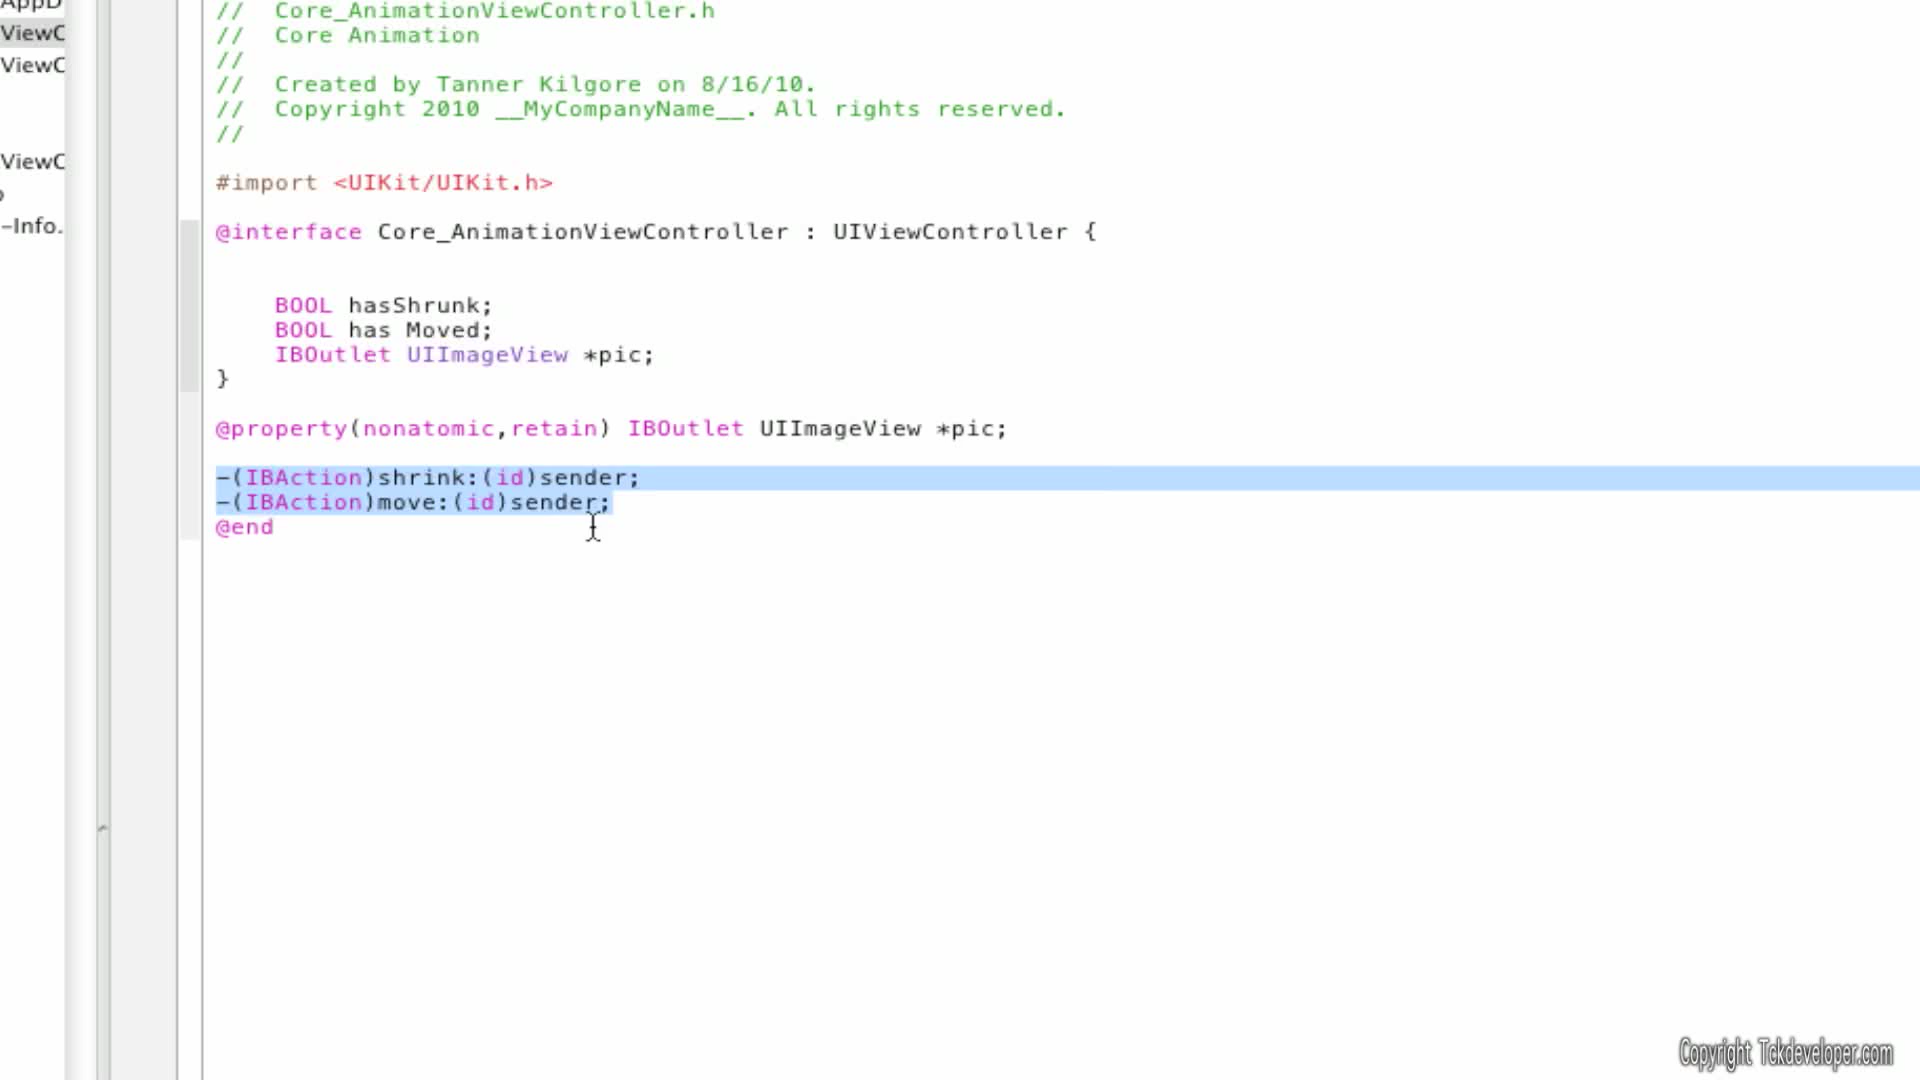 AppD
ViewC
ViewC
ViewC
-Info.
// Core_AnimationViewController.h
// Core Animation
//
// Created by Tanner Kilgore on 8/16/10.
// Copyright 2010 __MyCompanyName__. All rights reserved.
//
#import <UIKit/UIKit.h>
@interface Core_AnimationViewController : UIViewController {
BOOL hasShrunk;
BOOL has Moved;
IBOutlet UIImageView *pic;
}
@property(nonatomic,retain) IBOutlet UIImageView *pic;
-(IBAction)shrink:(id)sender;
-(IBAction)move:(id)sender;
@end
Copyright Tckdeveloper.com